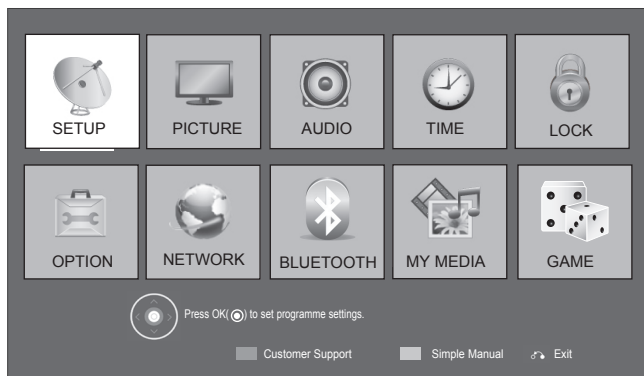 SETUP PICTURE AUDIO TIME LOCK
OPTION NETWORK BLUETOOTH MY MEDIA GAME
Press OK( ) to set programme settings.
Customer Support Simple Manual Exit